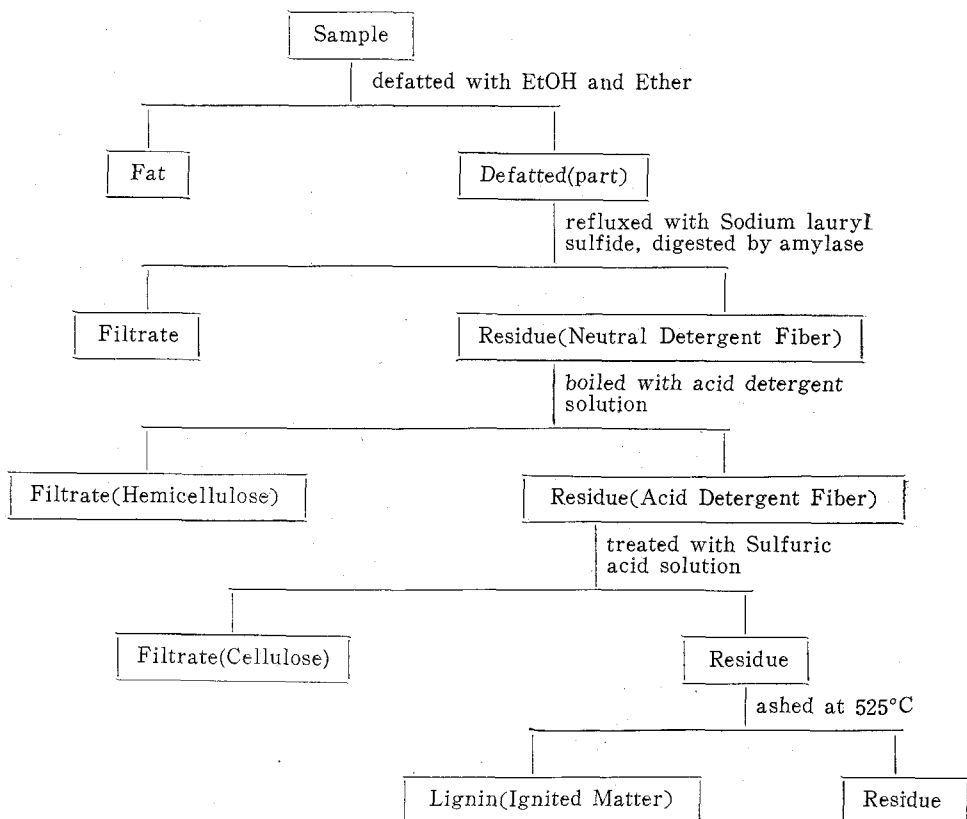 Sample
defatted with EtOH and Ether
Fat
Defatted(part)
refluxed with Sodium lauryl
sulfide, digested by amylase
Filtrate
Residue(Neutral Detergent Fiber)
boiled with acid detergent
solution
Filtrate(Hemicellulose)
Residue(Acid Detergent Fiber)
treated with Sulfuric
acid solution
Filtrate(Cellulose)
Residue
ashed at 525°C
Lignin(Ignited Matter)
Residue